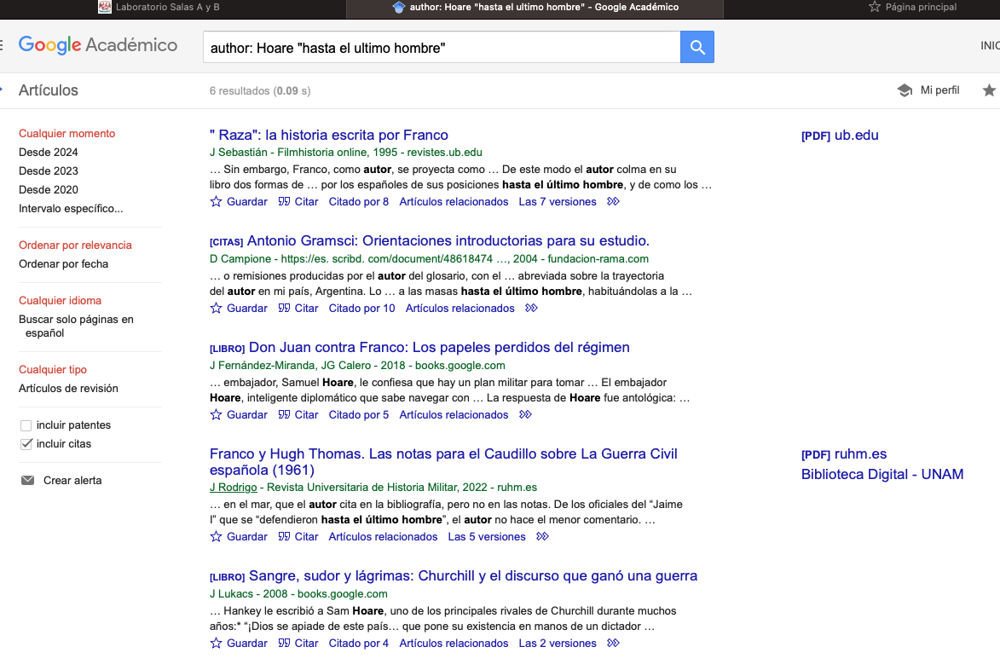 Laboratorio Salas A y B
author: Hoare "hasta el ultimo hombre" - Google Académico
Página principal
Google Académico
author: Hoare "hasta el ultimo hombre"
INIC
Artículos
6 resultados (0.09 s)
Mi perfil
Cualquier momento
Desde 2024
Desde 2023
Desde 2020
Intervalo específico...
Ordenar por relevancia
Ordenar por fecha
Cualquier idioma
Buscar solo páginas en
español
Cualquier tipo
Artículos de revisión
incluir patentes
incluir citas
Crear alerta
" Raza": la historia escrita por Franco
J Sebastián - Filmhistoria online, 1995 - revistes.ub.edu
… Sin embargo, Franco, como autor, se proyecta como … De este modo el autor colma en su
libro dos formas de … por los españoles de sus posiciones hasta el último hombre, y de como los …
Guardar Citar Citado por 8 Artículos relacionados Las 7 versiones
[PDF] ub.edu
[CITAS] Antonio Gramsci: Orientaciones introductorias para su estudio.
D Campione - https://es. scribd. com/document/48618474 …, 2004 - fundacion-rama.com
… o remisiones producidas por el autor del glosario, con el … abreviada sobre la trayectoria
del autor en mi país, Argentina. Lo … a las masas hasta el último hombre, habituándolas a la …
Guardar Citar Citado por 10 Artículos relacionados
[LIBRO] Don Juan contra Franco: Los papeles perdidos del régimen
J Fernández-Miranda, JG Calero - 2018 - books.google.com
… embajador, Samuel Hoare, le confiesa que hay un plan militar para tomar … El embajador
Hoare, inteligente diplomático que sabe navegar con … La respuesta de Hoare fue antológica: …
Guardar Citar Citado por 5 Artículos relacionados
Franco y Hugh Thomas. Las notas para el Caudillo sobre La Guerra Civil
española (1961)
J Rodrigo - Revista Universitaria de Historia Militar, 2022 - ruhm.es
… en el mar, que el autor cita en la bibliografía, pero no en las notas. De los oficiales del “Jaime
I” que se “defendieron hasta el último hombre”, el autor no hace el menor comentario. …
Guardar Citar Artículos relacionados Las 5 versiones
[PDF] ruhm.es
Biblioteca Digital - UNAM
[LIBRO] Sangre, sudor y lágrimas: Churchill y el discurso que ganó una guerra
J Lukacs - 2008 - books.google.com
… Hankey le escribió a Sam Hoare, uno de los principales rivales de Churchill durante muchos
años:* “¡Dios se apiade de este país… que pone su existencia en manos de un dictador …
Guardar Citar Citado por 4 Artículos relacionados Las 2 versiones